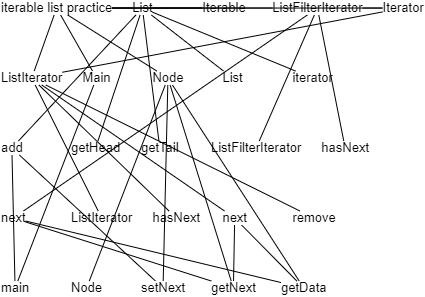 iterable list practice List Iterable ListFilterIterator Iterator
ListIterator Main Node List iterator
add getHead getTail ListFilterIterator hasNext
next ListIterator hasNext next remove
main Node setNext getNext getData